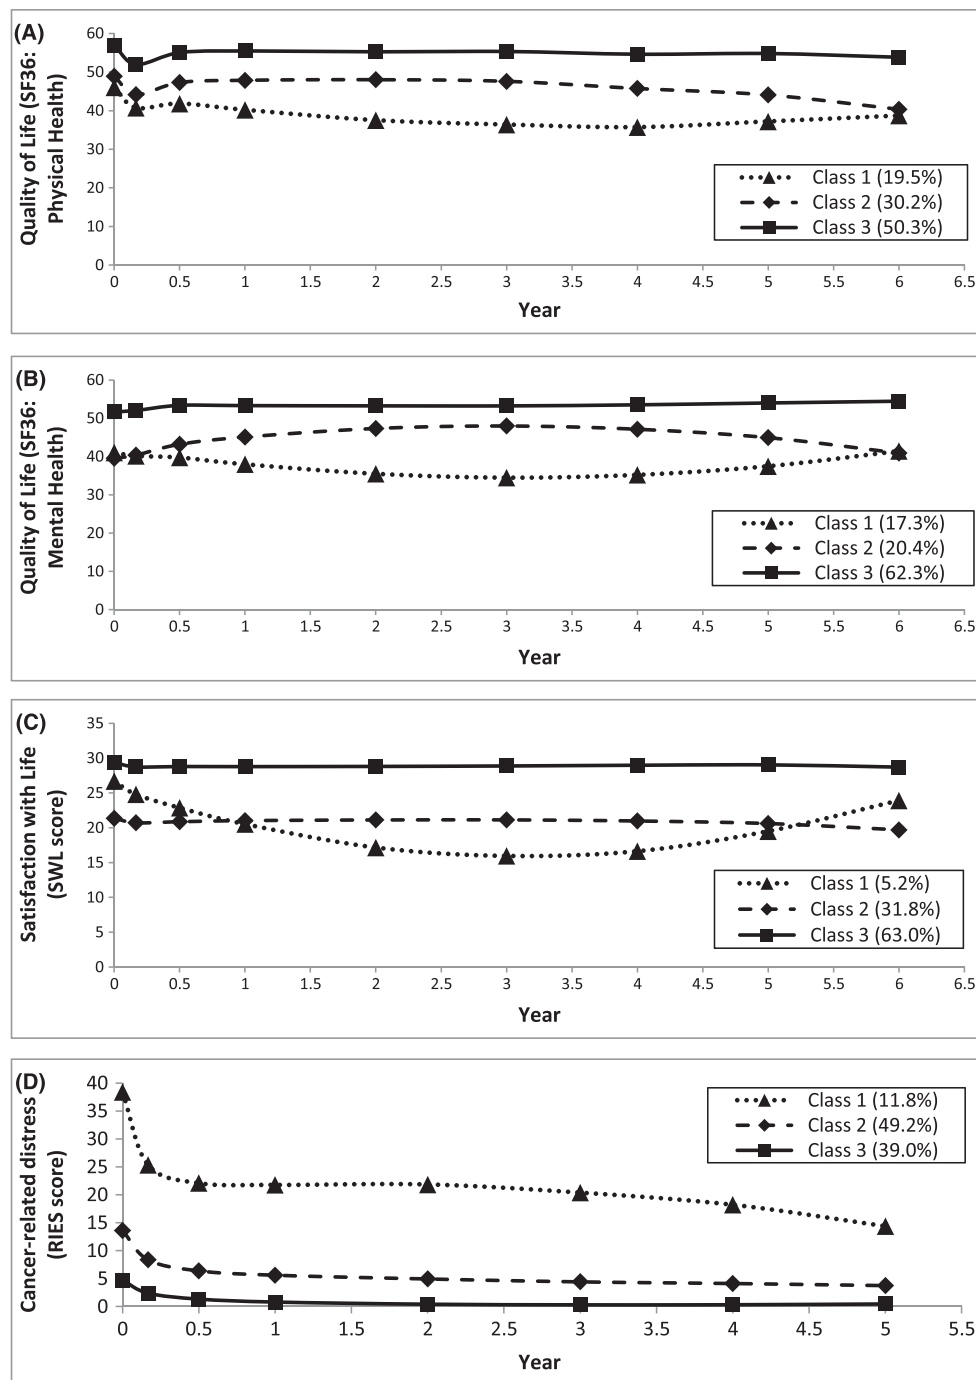 (A)
Quality of Life (SF36:
Physical Health)
60
50
40
30
20
10
0
Class 1 (19.5%)
Class 2 (30.2%)
Class 3 (50.3%)
0 0.5 1 1.5 2 2.5 3 3.5 4 4.5 5 5.5 6 6.5
Year
(B)
Quality of Life (SF36:
Mental Health)
60
50
40
30
20
10
0
Class 1 (17.3%)
Class 2 (20.4%)
Class 3 (62.3%)
0 0.5 1 1.5 2 2.5 3 3.5 4 4.5 5 5.5 6
Year
(C)
Satisfaction with Life
(SWL score)
35
30
25
20
15
10
5
0
Class 1 (5.2%)
Class 2 (31.8%)
Class 3 (63.0%)
0 0.5 1 1.5 2 2.5 3 3.5 4 4.5 5 5.5 6 6.5
Year
(D)
Cancer-related distress
(RIES score)
40
35
30
25
20
15
10
5
0
Class 1 (11.8%)
Class 2 (49.2%)
Class 3 (39.0%)
0 0.5 1 1.5 2 2.5 3 3.5 4 4.5 5 5.5
Year